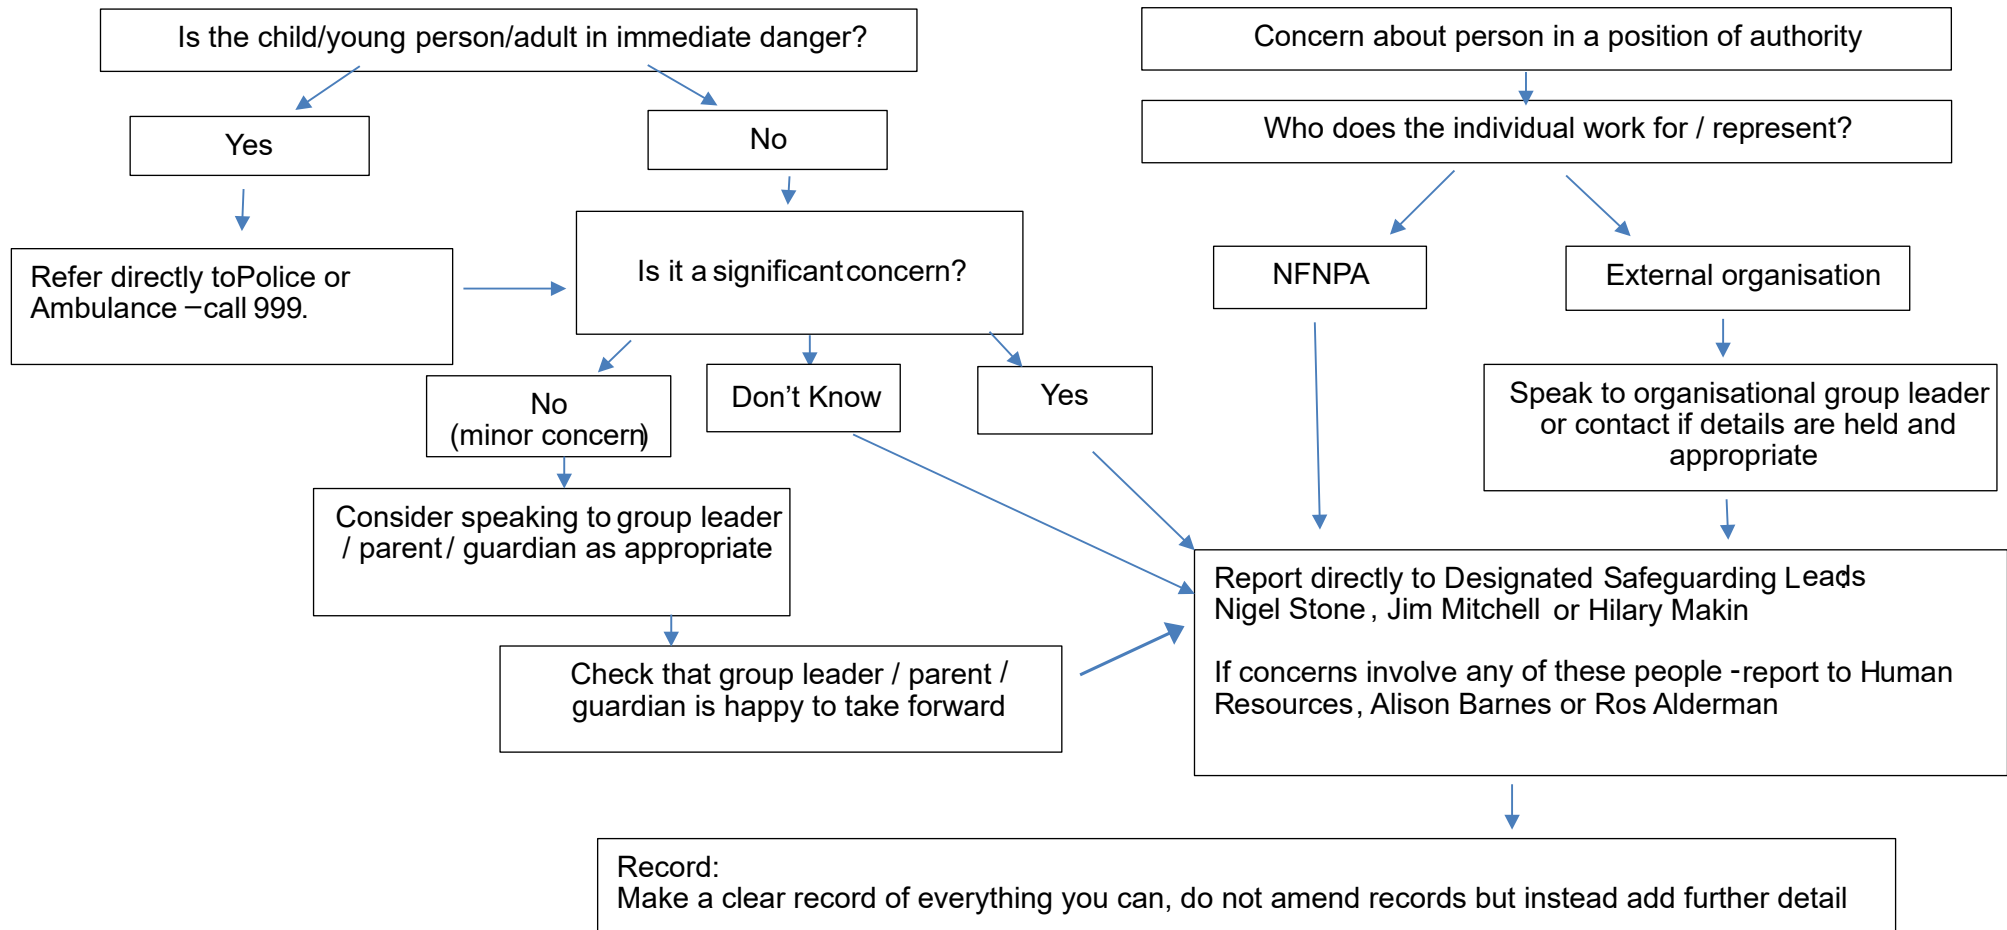 Is the child/young person/adult in immediate danger?
Yes
No
Refer directly toPolice or
Ambulance –call 999.
Is it a significant concern?
No
(minor concern)
Don't Know
Yes
Consider speaking to group leader
/ parent / guardian as appropriate
Check that group leader / parent /
guardian is happy to take forward
Concern about person in a position of authority
Who does the individual work for / represent?
NFNPA
External organisation
Speak to organisational group leader
or contact if details are held and
appropriate
Report directly to Designated Safeguarding Leads:
Nigel Stone, Jim Mitchell or Hilary Makin
If concerns involve any of these people -report to Human
Resources, Alison Barnes or Ros Alderman
Record:
Make a clear record of everything you can, do not amend records but instead add further detail